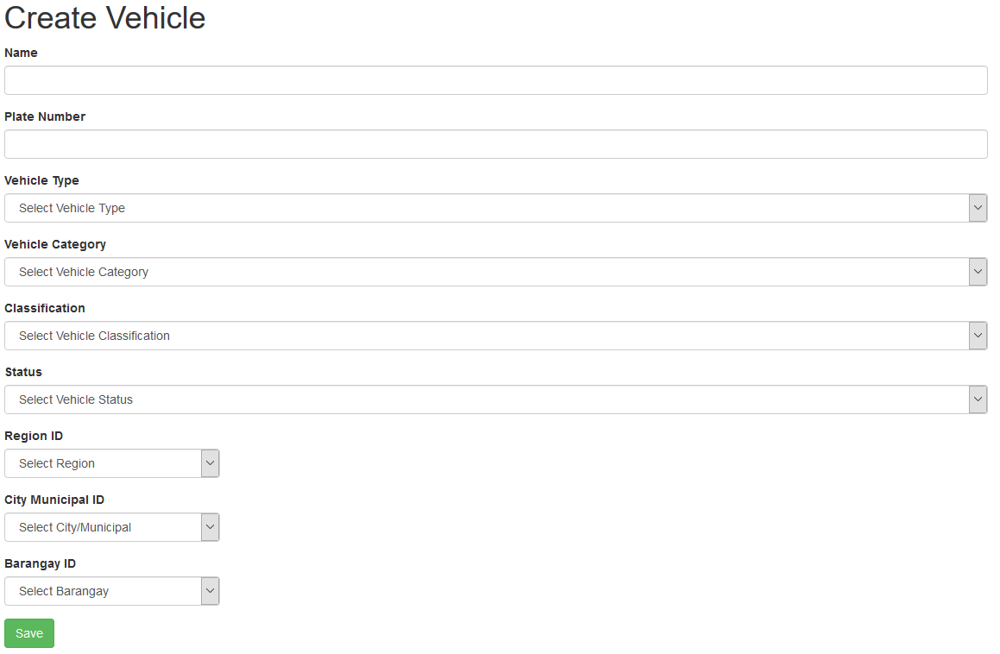 Create Vehicle
Name
Plate Number
Vehicle Type
Select Vehicle Type
Vehicle Category
Select Vehicle Category
Classification
Select Vehicle Classification
Status
Select Vehicle Status
Region ID
Select Region
City Municipal ID
Select City/Municipal
Barangay ID
Select Barangay
Save